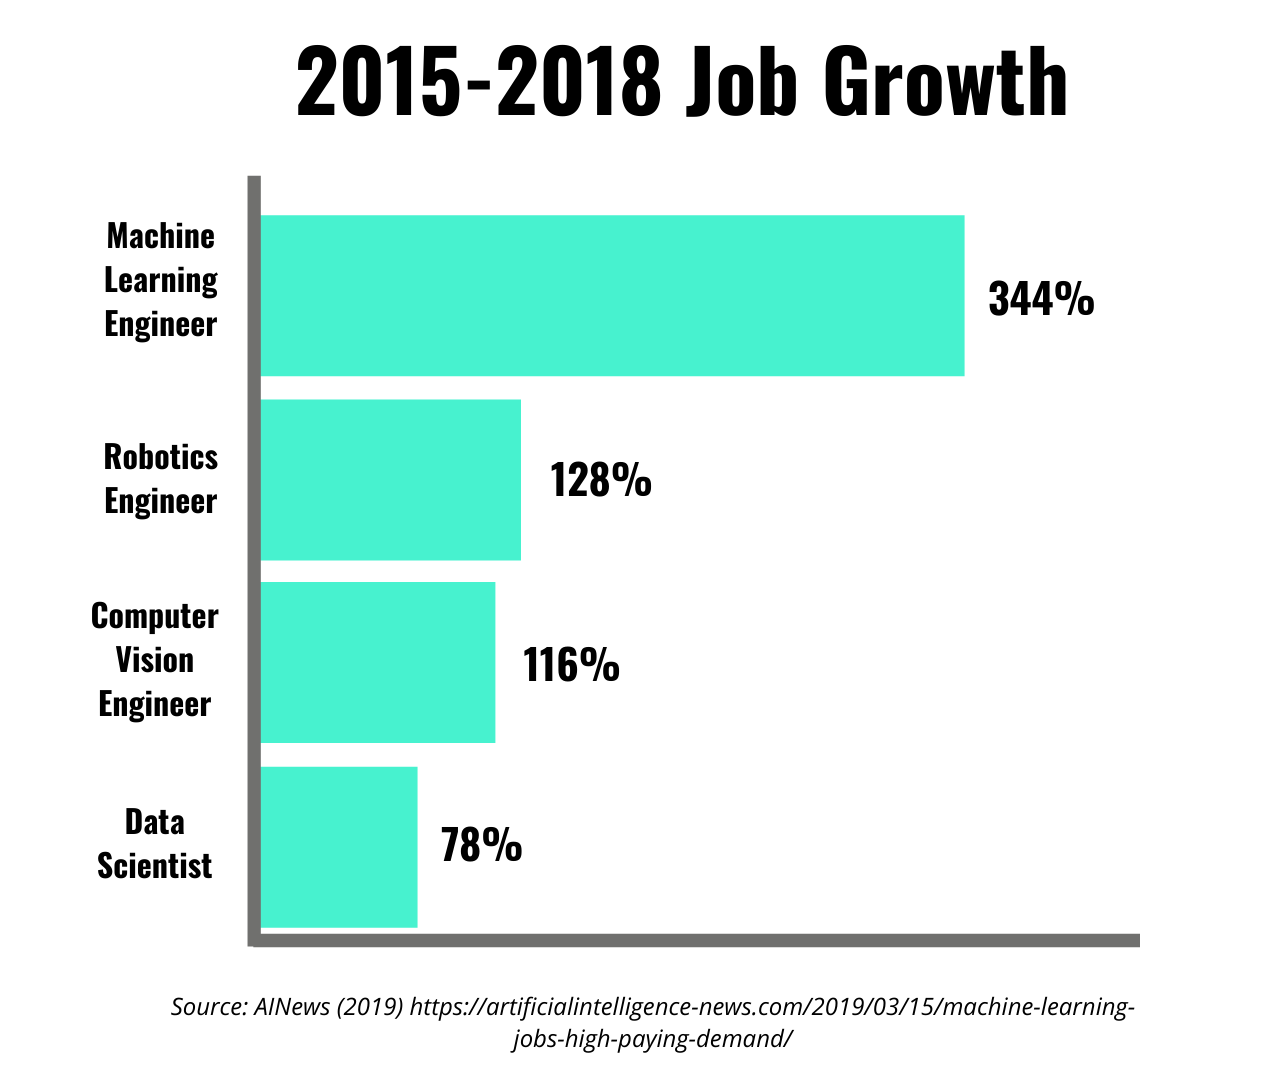 2015-2018 Job Growth
Machine
Learning
Engineer
344%
Robotics
Engineer
128%
Computer
Vision
Engineer
116%
Data
Scientist
78%
Source: AINews (2019) https://artificialintelligence-news.com/2019/03/15/machine-learning-
jobs-high-paying-demand/